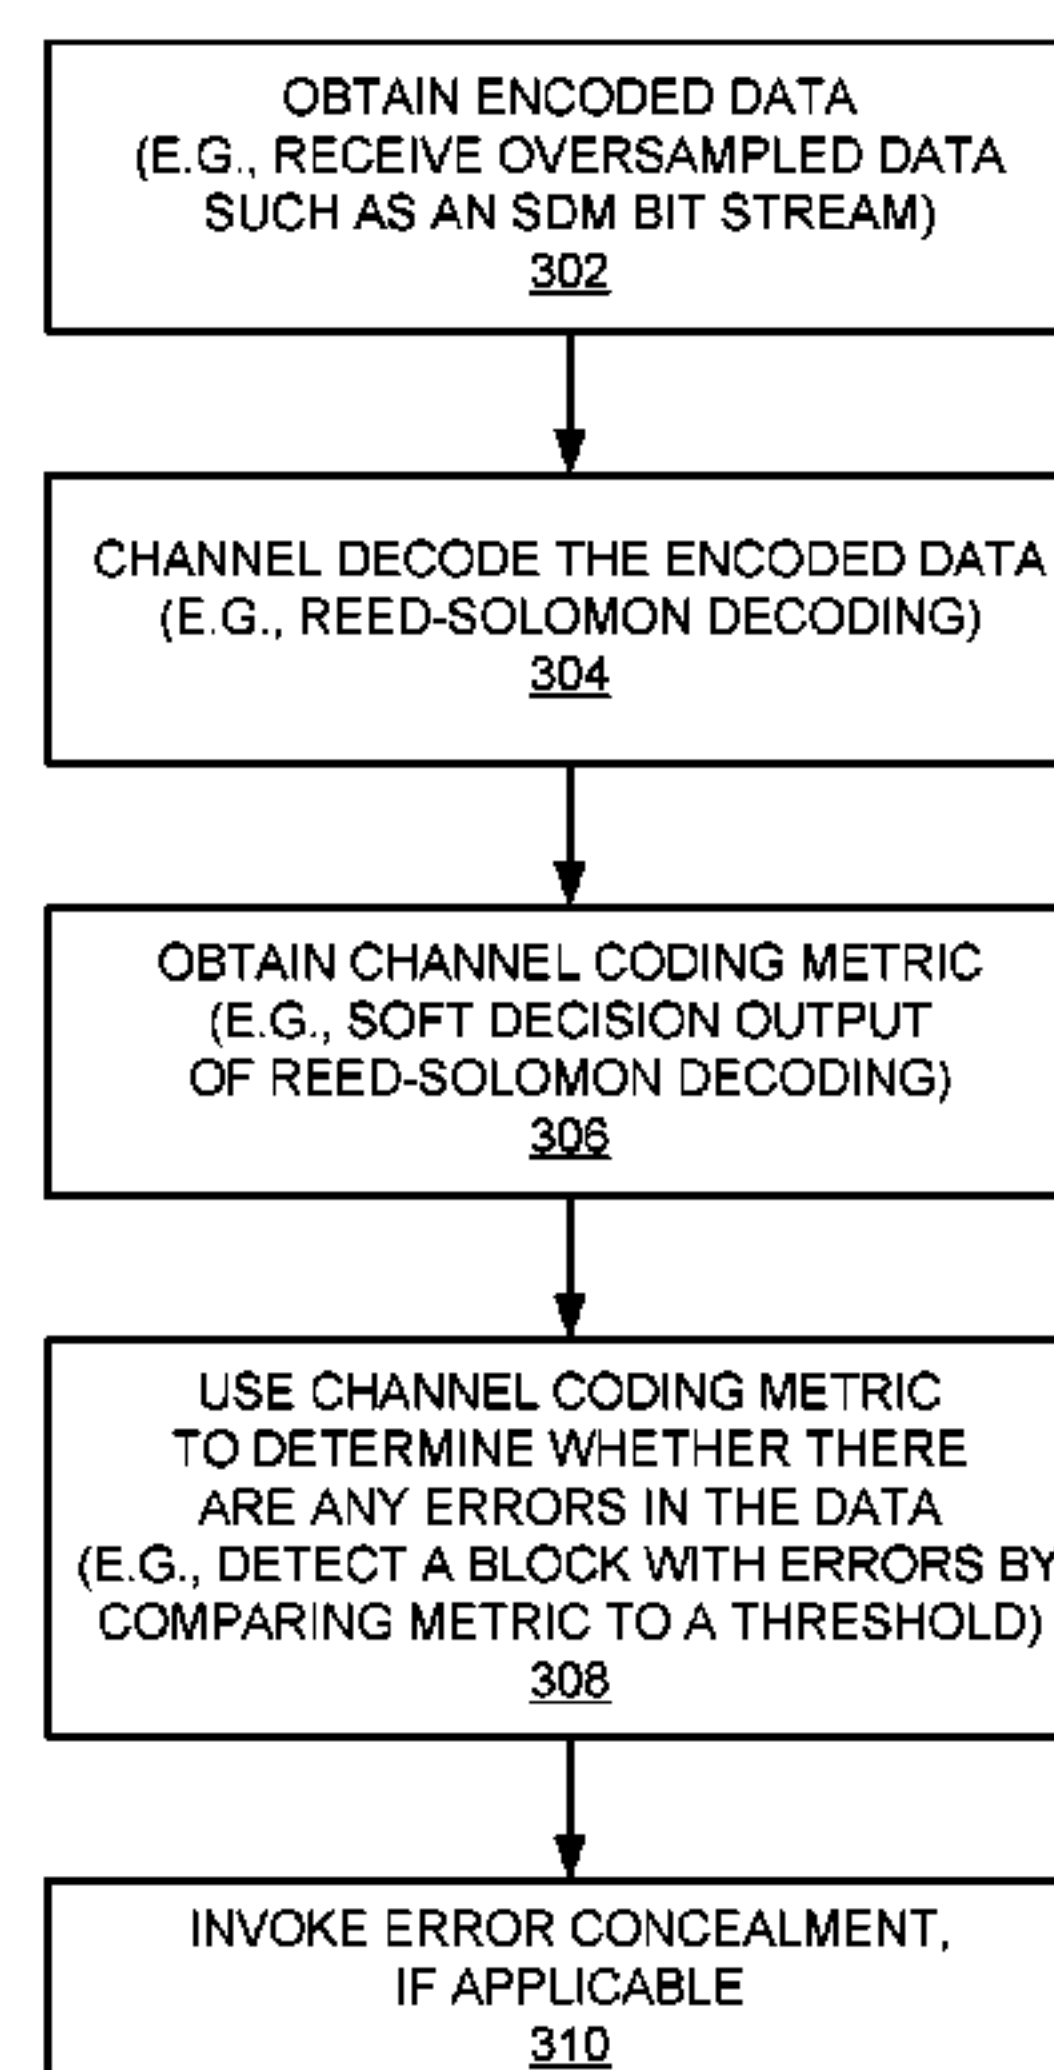 OBTAIN ENCODED DATA
(E.G., RECEIVE OVERSAMPLED DATA
SUCH AS AN SDM BIT STREAM)
302
CHANNEL DECODE THE ENCODED DATA
(E.G., REED-SOLOMON DECODING)
304
OBTAIN CHANNEL CODING METRIC
(E.G., SOFT DECISION OUTPUT
OF REED-SOLOMON DECODING)
306
USE CHANNEL CODING METRIC
TO DETERMINE WHETHER THERE
ARE ANY ERRORS IN THE DATA
(E.G., DETECT A BLOCK WITH ERRORS BY
COMPARING METRIC TO A THRESHOLD)
308
INVOKE ERROR CONCEALMENT,
IF APPLICABLE
310